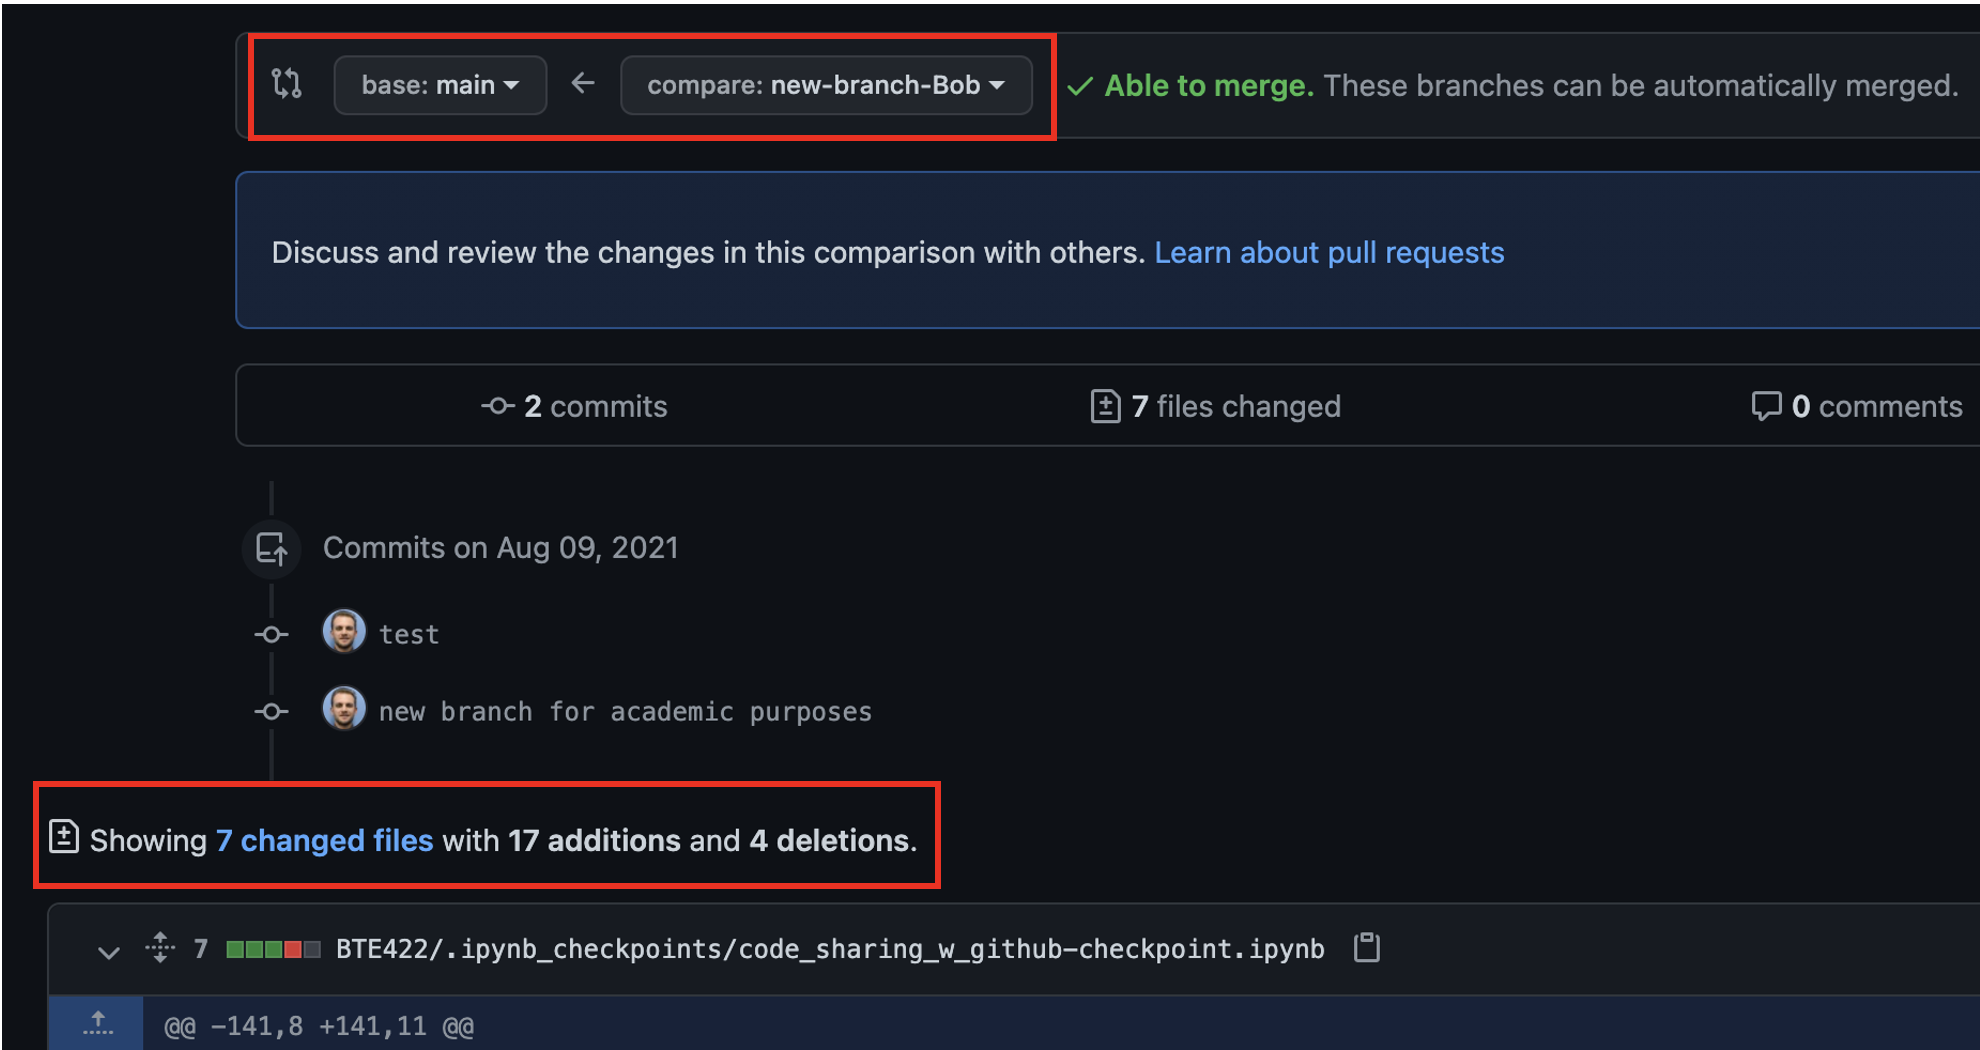 base: main compare: new-branch-Bob Able to merge. These branches can be automatically merged.
Discuss and review the changes in this comparison with others. Learn about pull requests
2 commits 7 files changed 0 comments
Commits on Aug 09, 2021
test
new branch for academic purposes
Showing 7 changed files with 17 additions and 4 deletions.
7 BTE422/.ipynb_checkpoints/code_sharing_w_github-checkpoint.ipynb
@@ -141,8 +141,11 @@